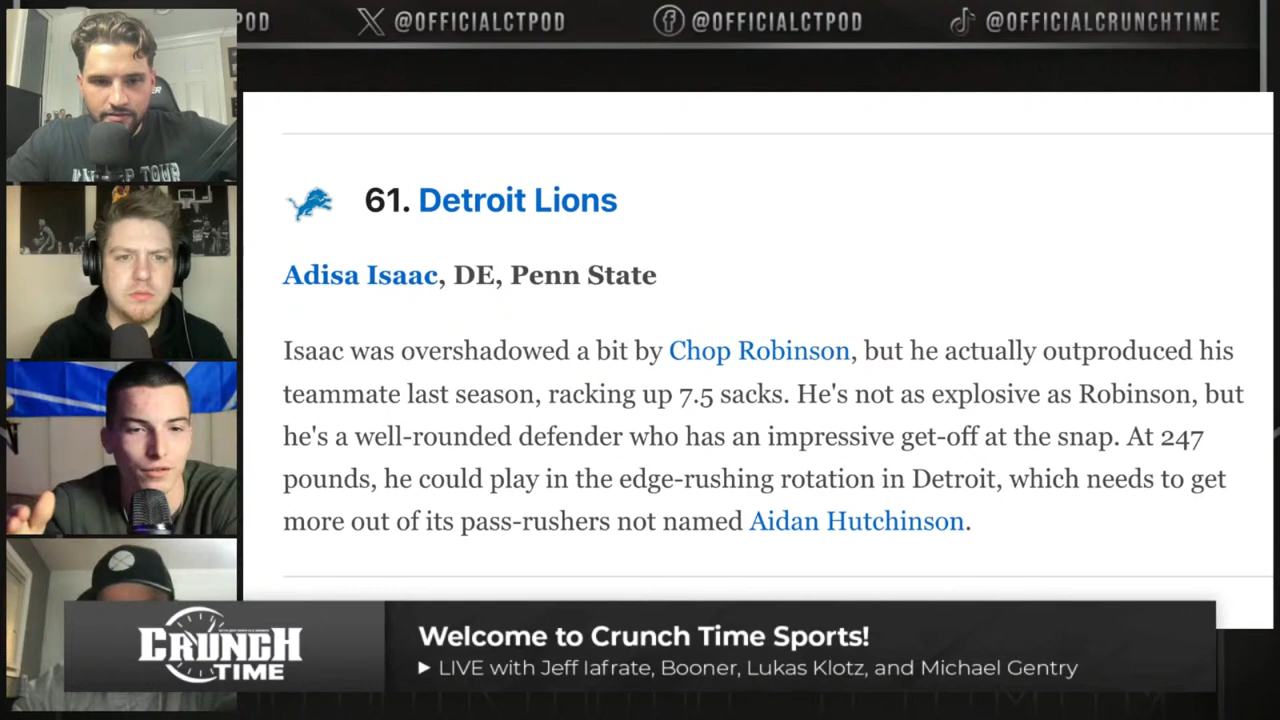 POD
@OFFICIALCTPOD
@OFFICIALCTPOD
@OFFICIALCRUNCHTIME
61. Detroit Lions
Adisa Isaac, DE, Penn State
Isaac was overshadowed a bit by Chop Robinson, but he actually outproduced his
teammate last season, racking up 7.5 sacks. He's not as explosive as Robinson, but
he's a well-rounded defender who has an impressive get-off at the snap. At 247
pounds, he could play in the edge-rushing rotation in Detroit, which needs to get
more out of its pass-rushers not named Aidan Hutchinson.
CRUNCH
TIME
Welcome to Crunch Time Sports!
LIVE with Jeff Iafrate, Booner, Lukas Klotz, and Michael Gentry
TOUR